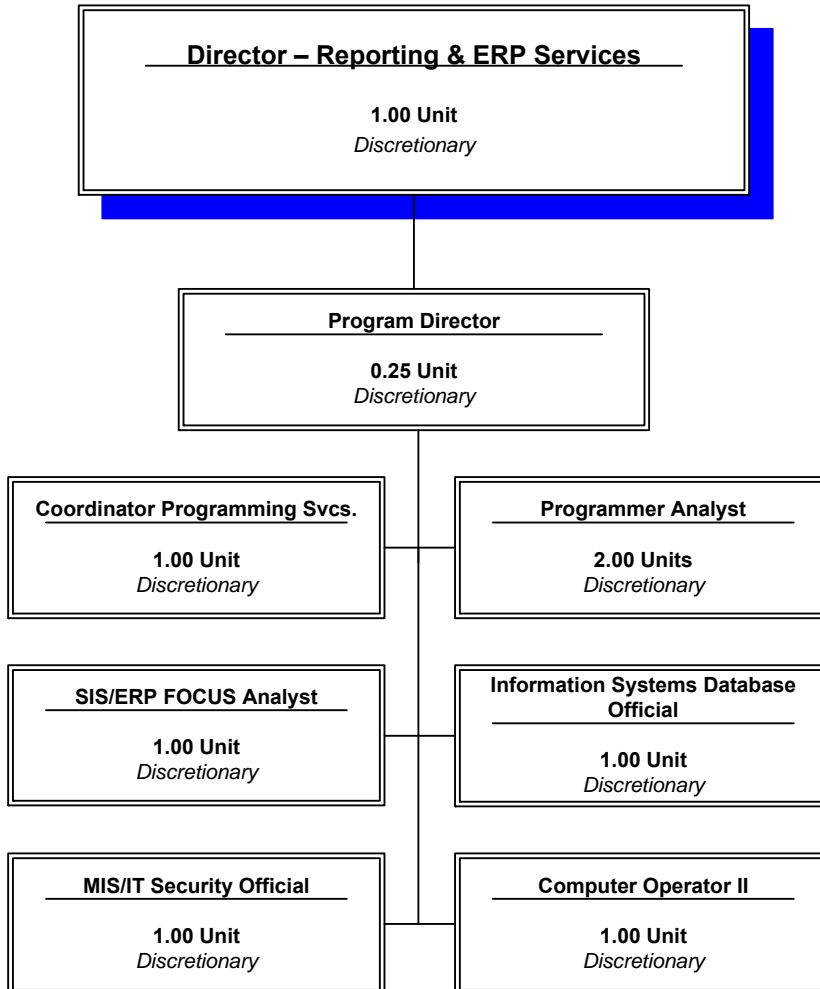 Director – Reporting & ERP Services
1.00 Unit
Discretionary
Program Director
0.25 Unit
Discretionary
Coordinator Programming Svcs.
1.00 Unit
Discretionary
Programmer Analyst
2.00 Units
Discretionary
SIS/ERP FOCUS Analyst
1.00 Unit
Discretionary
Information Systems Database
Official
1.00 Unit
Discretionary
MIS/IT Security Official
1.00 Unit
Discretionary
Computer Operator II
1.00 Unit
Discretionary